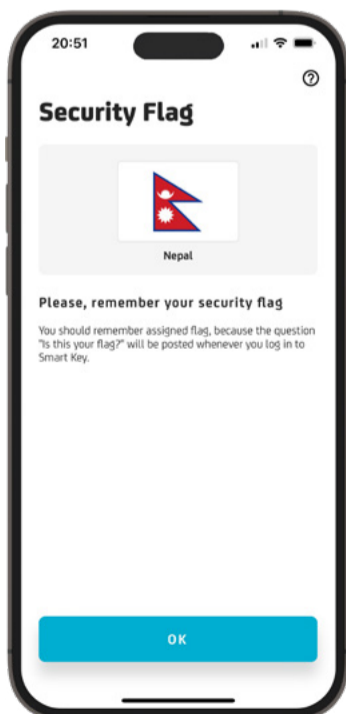 20:51
Security Flag
Nepal
Please, remember your security flag
You should remember assigned flag, because the question
"Is this your flag?" will be posted whenever you log in to
Smart Key.
OK